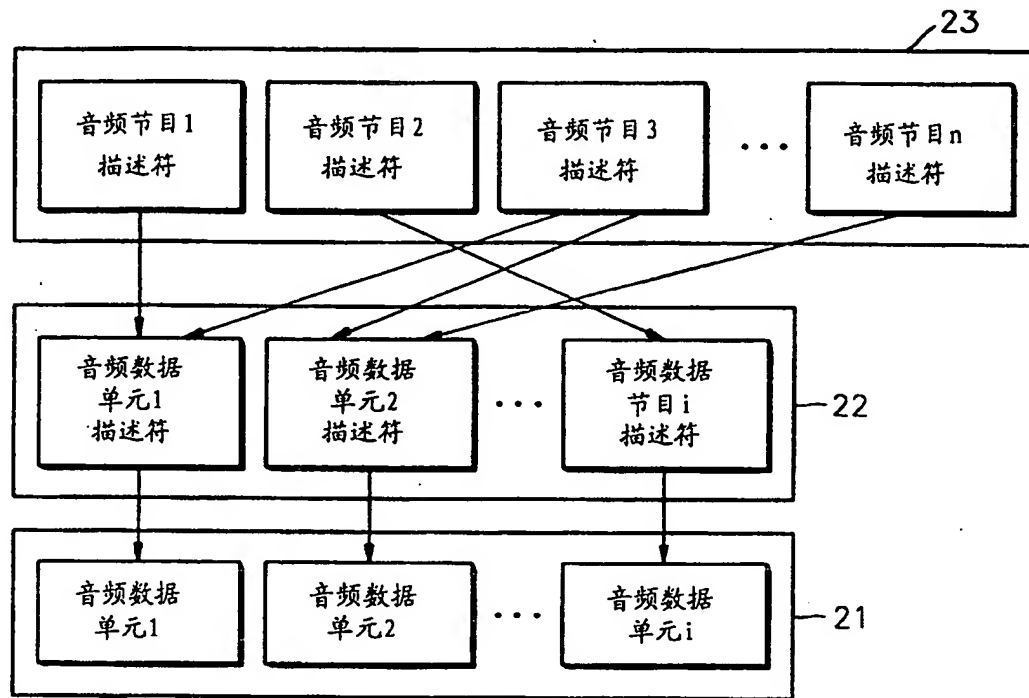 23
音频节目1
描述符
音频节目2
描述符
音频节目3
描述符
...
音频节目n
描述符
音频数据
单元1
描述符
音频数据
单元2
描述符
...
音频数据
节目i
描述符
22
音频数据
单元1
音频数据
单元2
...
音频数据
单元i
21